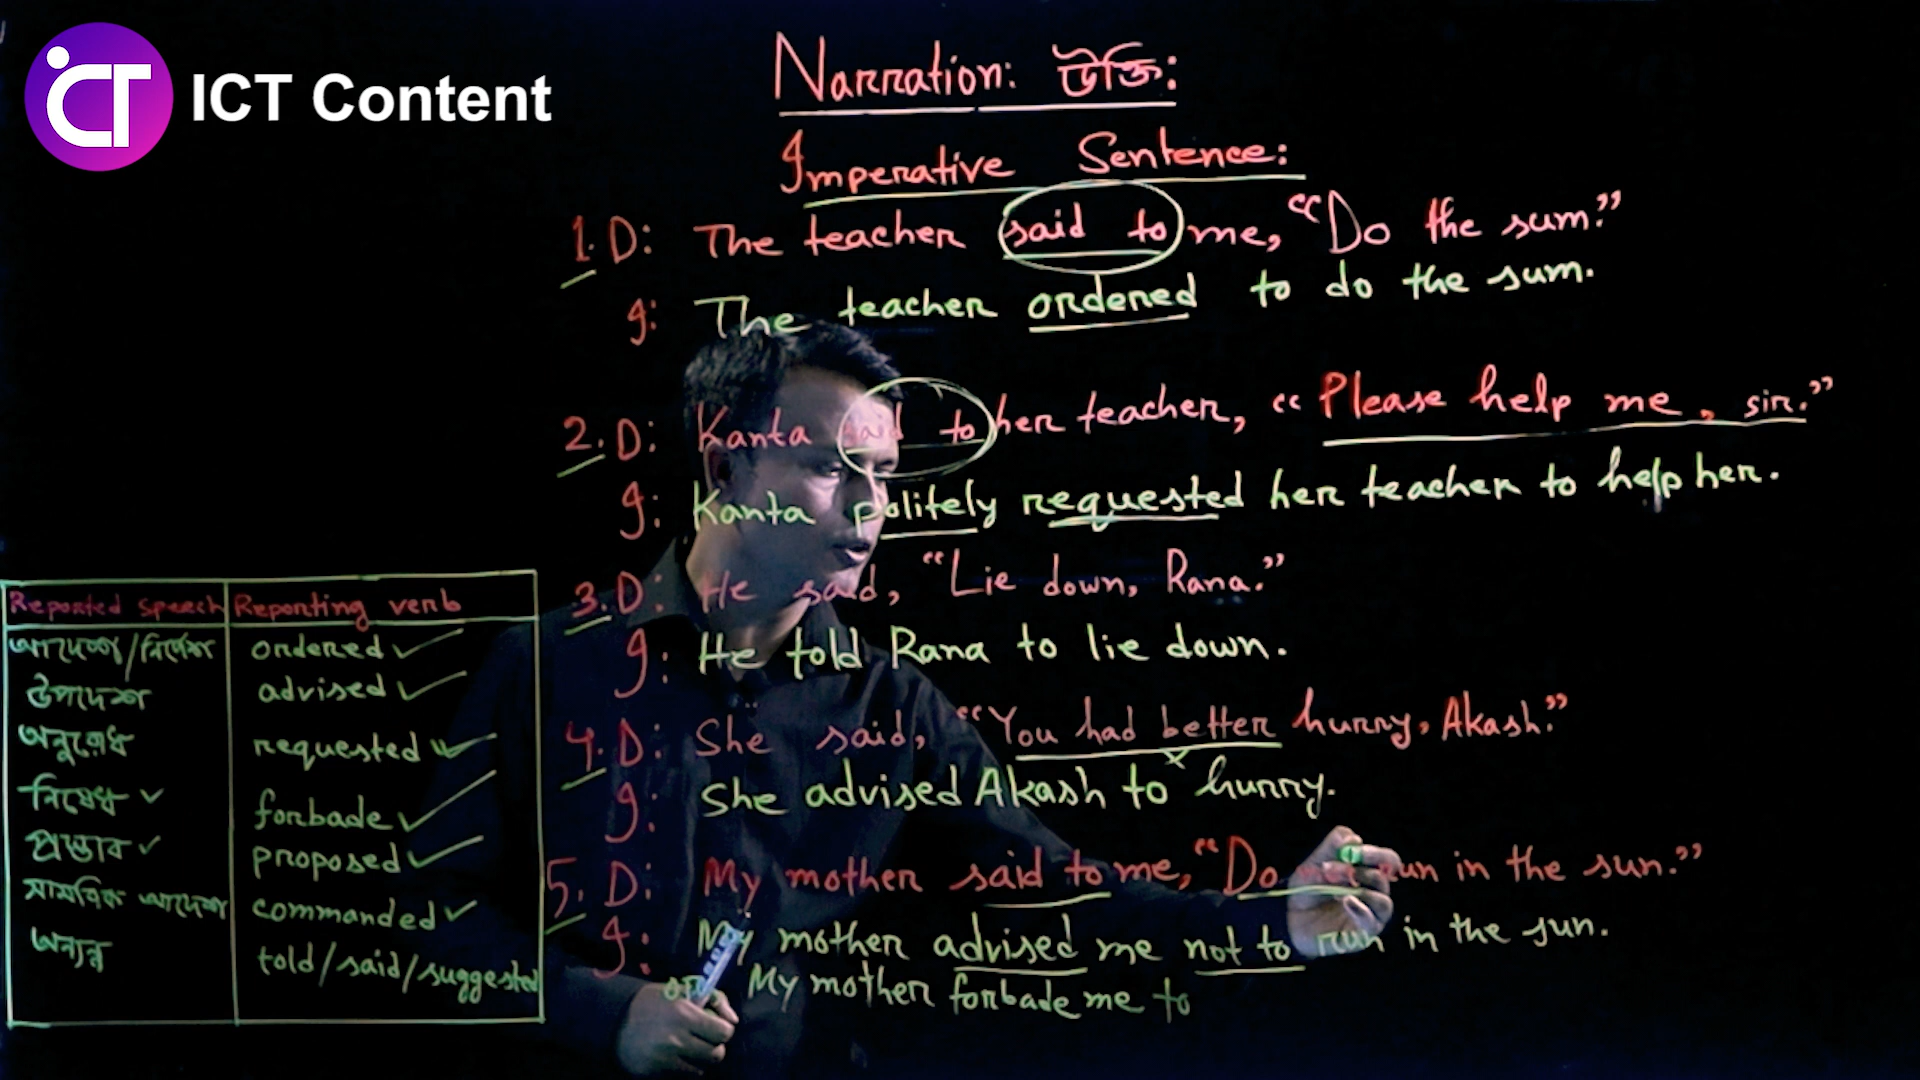 ICT Content
Narration: উক্তি:
Imperative Sentence:
1. D: The teacher said to me, "Do the sum."
I: The teacher ordered to do the sum.
2. D: Kanta said to her teacher, "Please help me, sir."
I: Kanta politely requested her teacher to help her.
3. D: He said, "Lie down, Rana."
I: He told Rana to lie down.
4. D: She said, "You had better hurry, Akash."
I: She advised Akash to hurry.
5. D: My mother said to me, "Do not run in the sun."
I: My mother advised me not to run in the sun.
or My mother forbade me to
Reported speech Reporting verb
আদেশ/নির্দেশ ordered ✓
উপদেশ advised ✓
অনুরোধ requested ✓
নিষেধ ✓ forbade ✓
প্রস্তাব ✓ proposed ✓
সামরিক আদেশ commanded ✓
অন্যত্র told/said/suggested